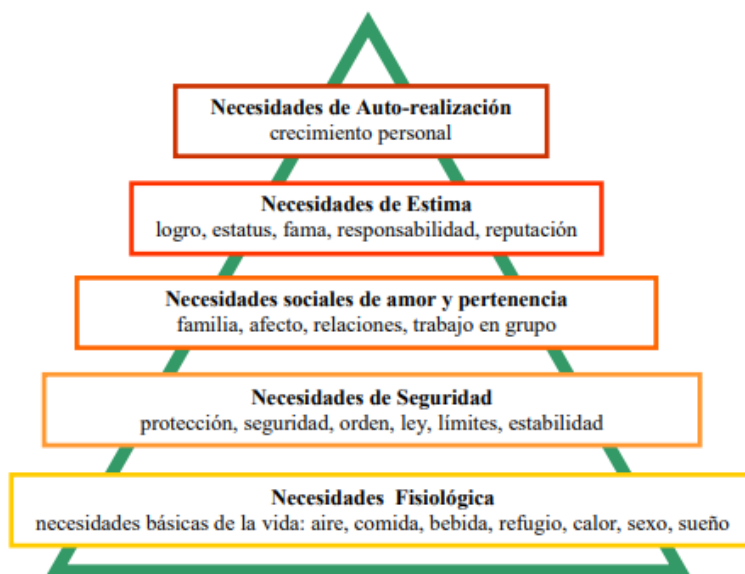 Necesidades de Auto-realización
crecimiento personal
Necesidades de Estima
logro, estatus, fama, responsabilidad, reputación
Necesidades sociales de amor y pertenencia
familia, afecto, relaciones, trabajo en grupo
Necesidades de Seguridad
protección, seguridad, orden, ley, límites, estabilidad
Necesidades Fisiológica
necesidades básicas de la vida: aire, comida, bebida, refugio, calor, sexo, sueño